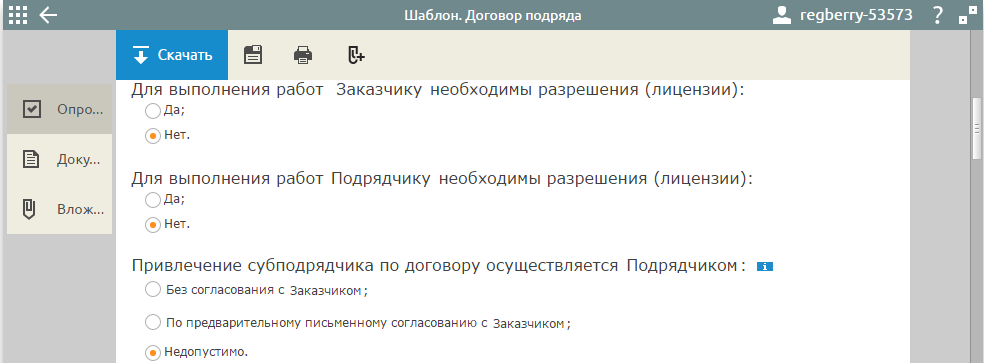 Шаблон. Договор подряда
regberry-53573 ?
Скачать
Для выполнения работ Заказчику необходимы разрешения (лицензии):
Да;
Опро...
Нет.
Доку...
Для выполнения работ Подрядчику необходимы разрешения (лицензии):
Да;
Влож...
Нет.
Привлечение субподрядчика по договору осуществляется Подрядчиком:
Без согласования с Заказчиком;
По предварительному письменному согласованию с Заказчиком;
Недопустимо.